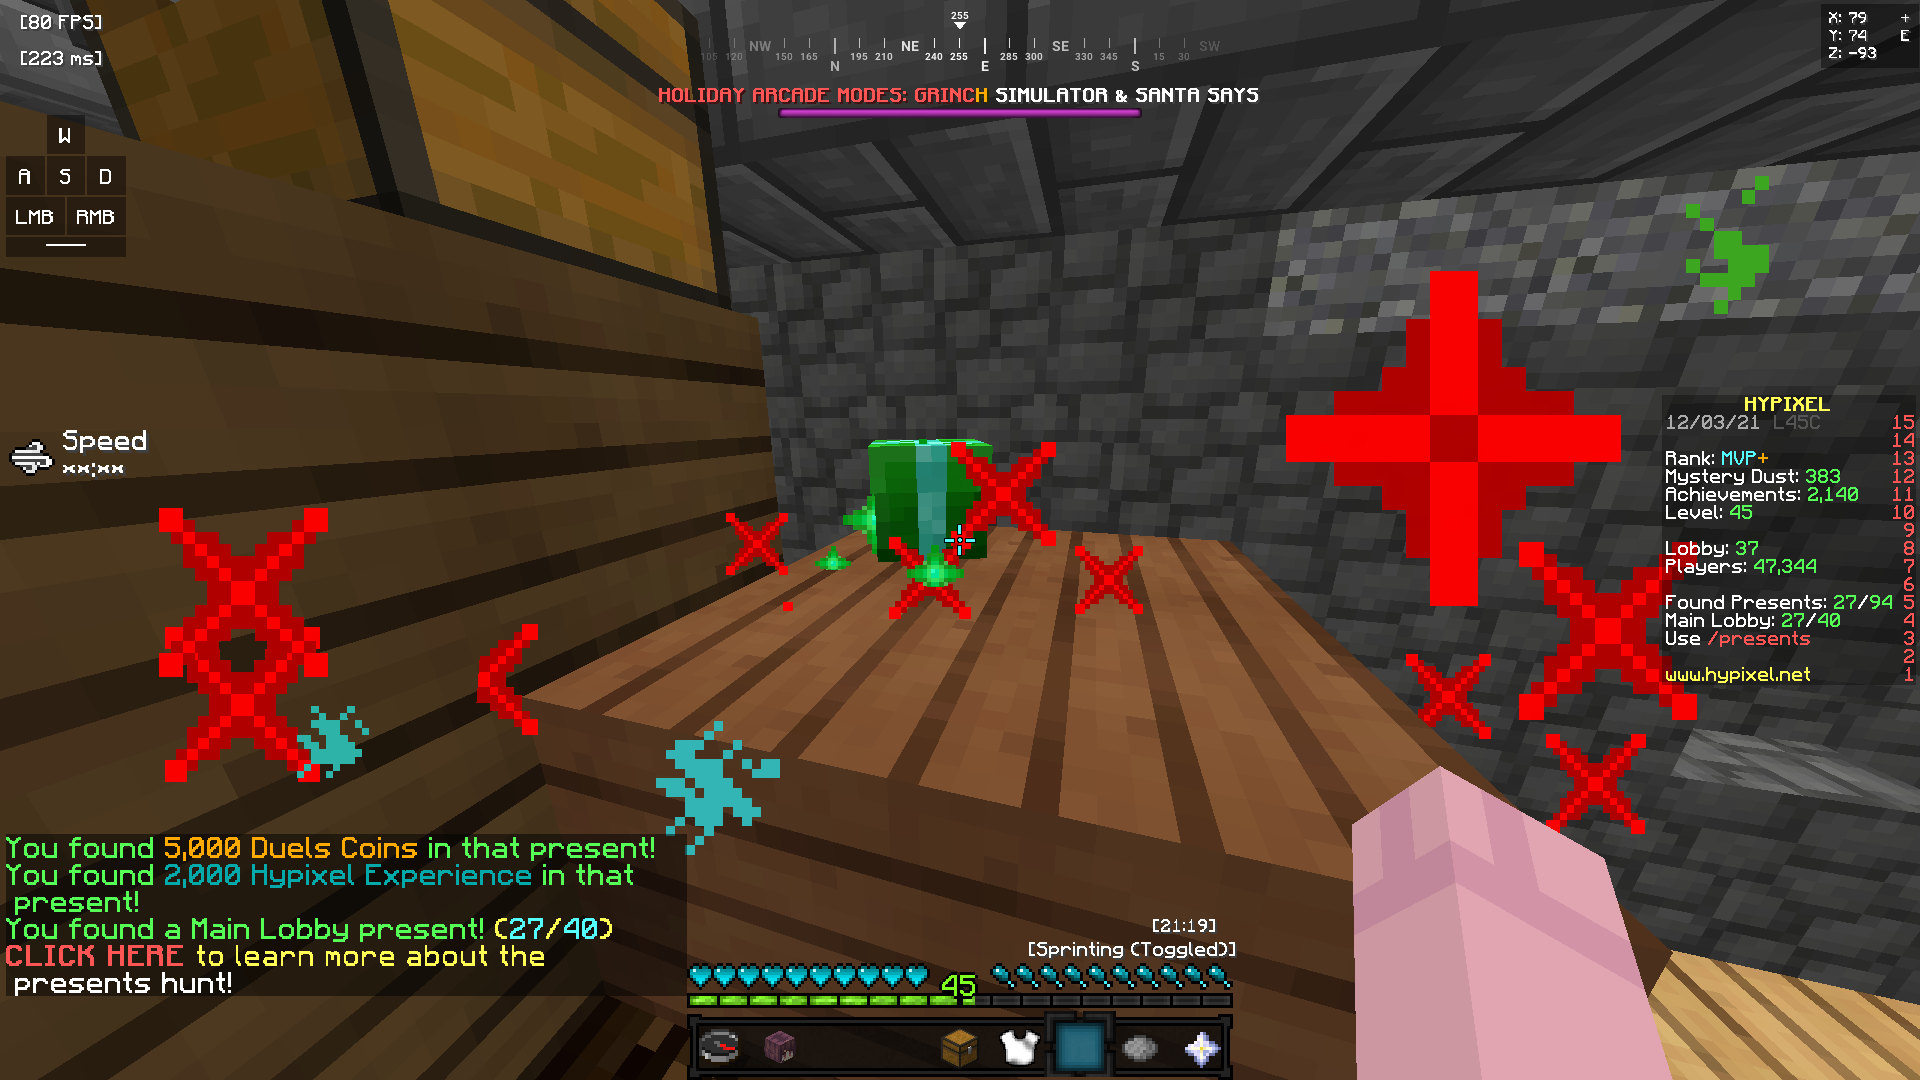 [80 FPS]
[223 ms]
255
NW NE SE SW
105 120 150 165 195 210 240 255 285 300 330 345 15 30
N E S
HOLIDAY ARCADE MODES: GRINCH SIMULATOR & SANTA SAYS
X: 79 +
Y: 74 E
Z: -93
W
A S D
LMB RMB
Speed
**:**
HYPIXEL
12/03/21 L45C 15
14
Rank: MVP+ 13
Mystery Dust: 383 12
Achievements: 2,140 11
Level: 45 10
9
Lobby: 37 8
Players: 47,344 7
6
Found Presents: 27/94 5
Main Lobby: 27/40 4
Use /presents 3
2
www.hypixel.net 1
You found 5,000 Duels Coins in that present!
You found 2,000 Hypixel Experience in that
present!
You found a Main Lobby present! (27/40)
CLICK HERE to learn more about the
presents hunt!
[21:19]
[Sprinting (Toggled)]
45